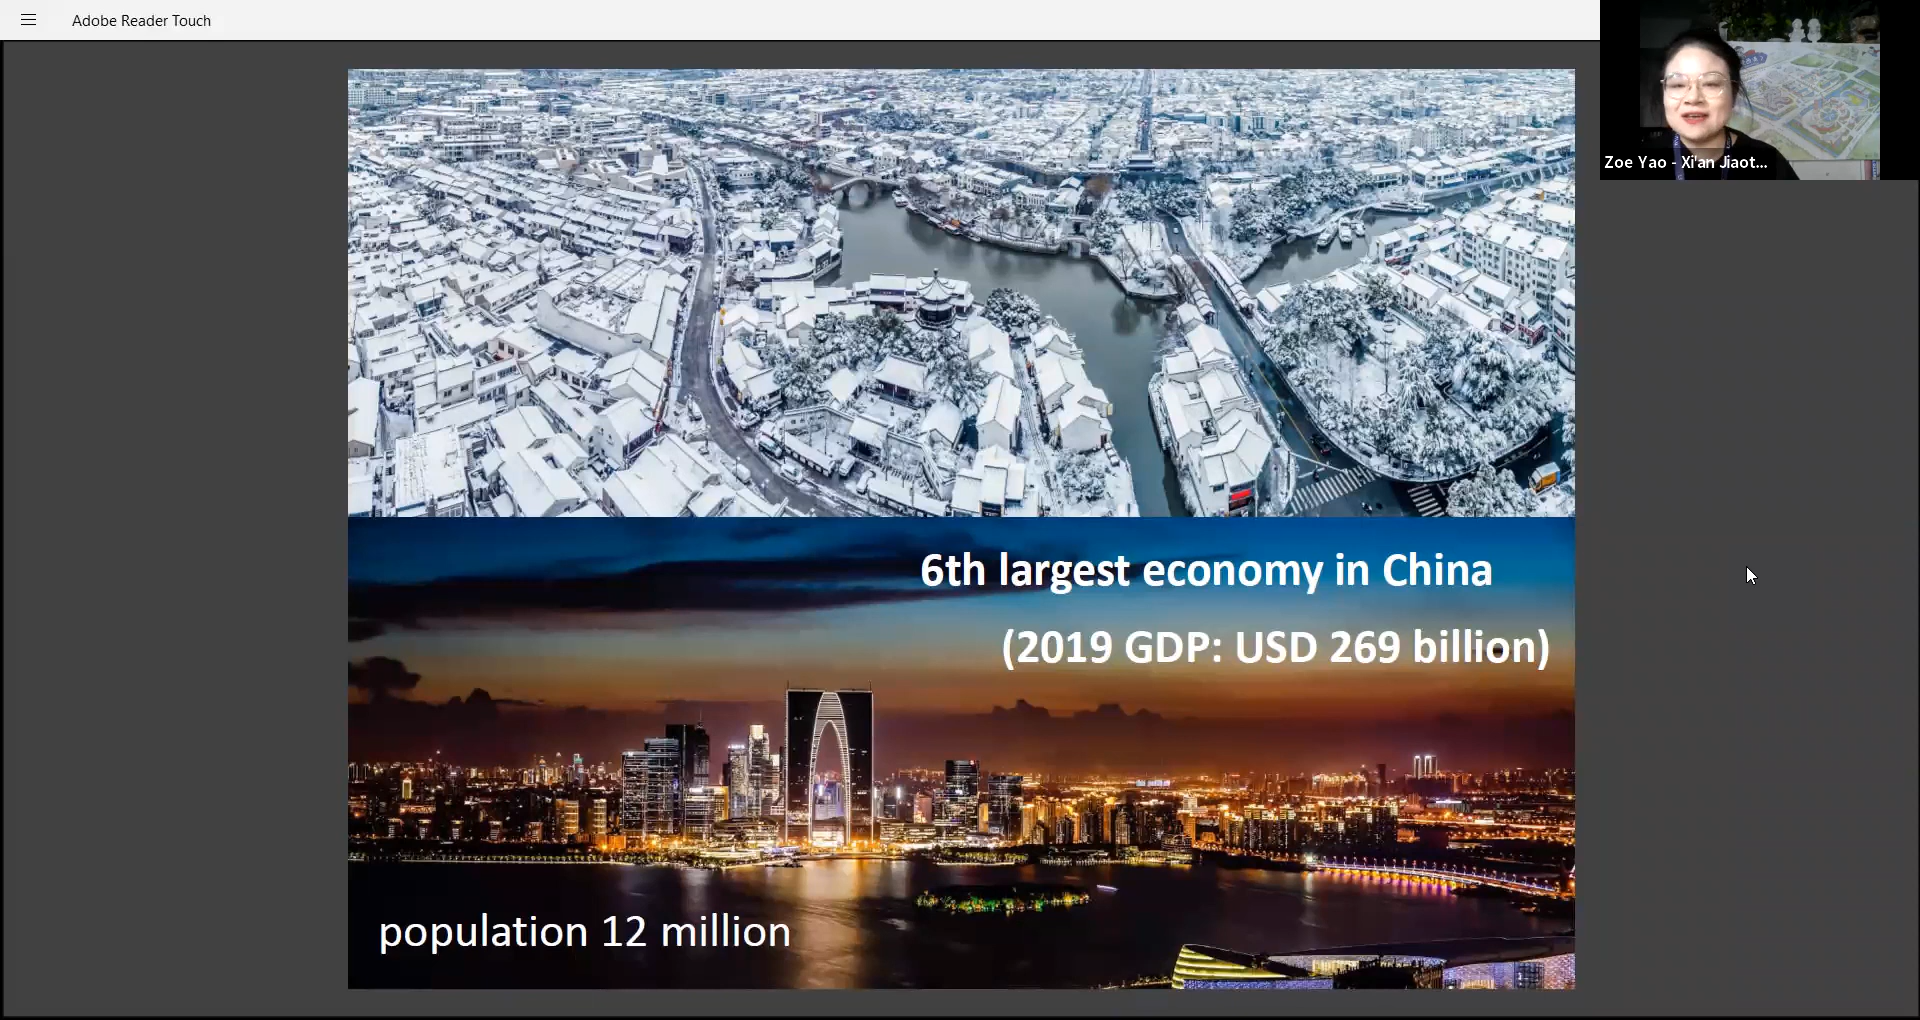 Adobe Reader Touch
Zoe Yao - Xi'an Jiaot...
6th largest economy in China
(2019 GDP: USD 269 billion)
population 12 million